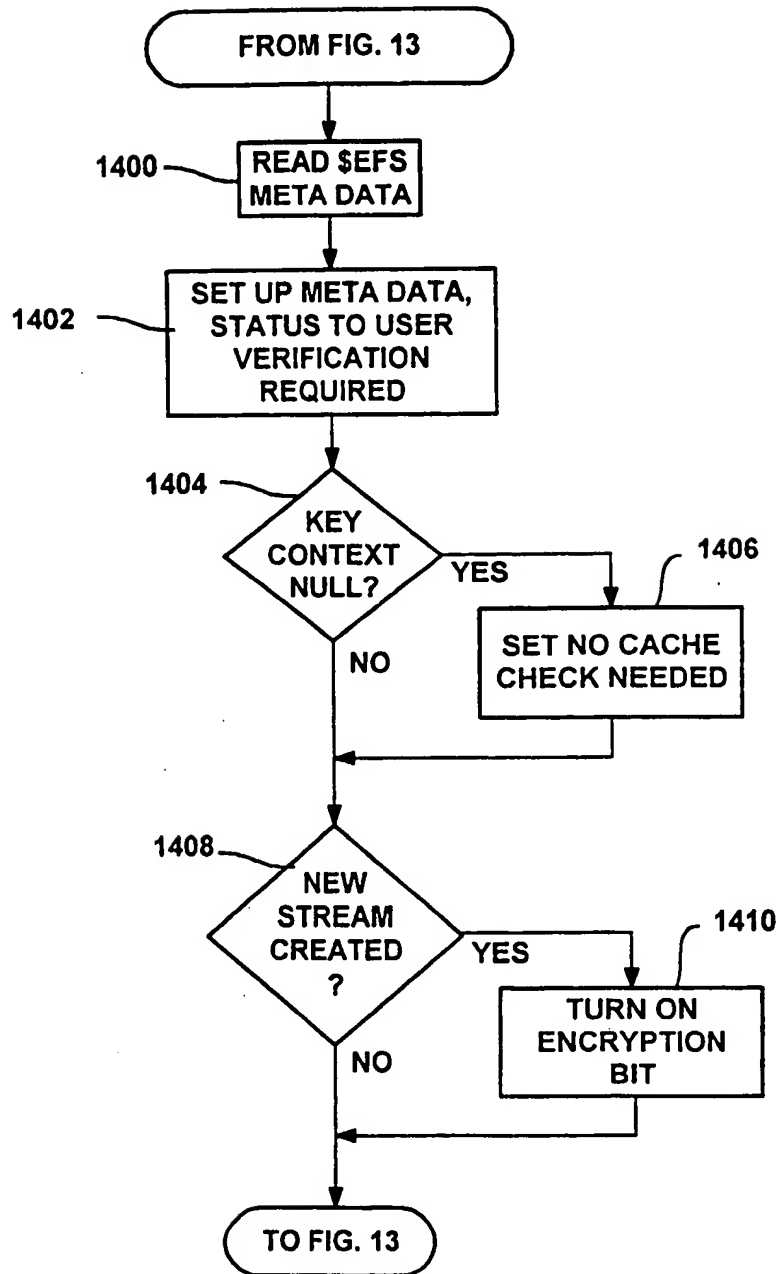 FROM FIG. 13
1400
READ $EFS
META DATA
1402
SET UP META DATA,
STATUS TO USER
VERIFICATION
REQUIRED
1404
KEY
CONTEXT
NULL?
YES
NO
1406
SET NO CACHE
CHECK NEEDED
1408
NEW
STREAM
CREATED
?
YES
NO
1410
TURN ON
ENCRYPTION
BIT
TO FIG. 13